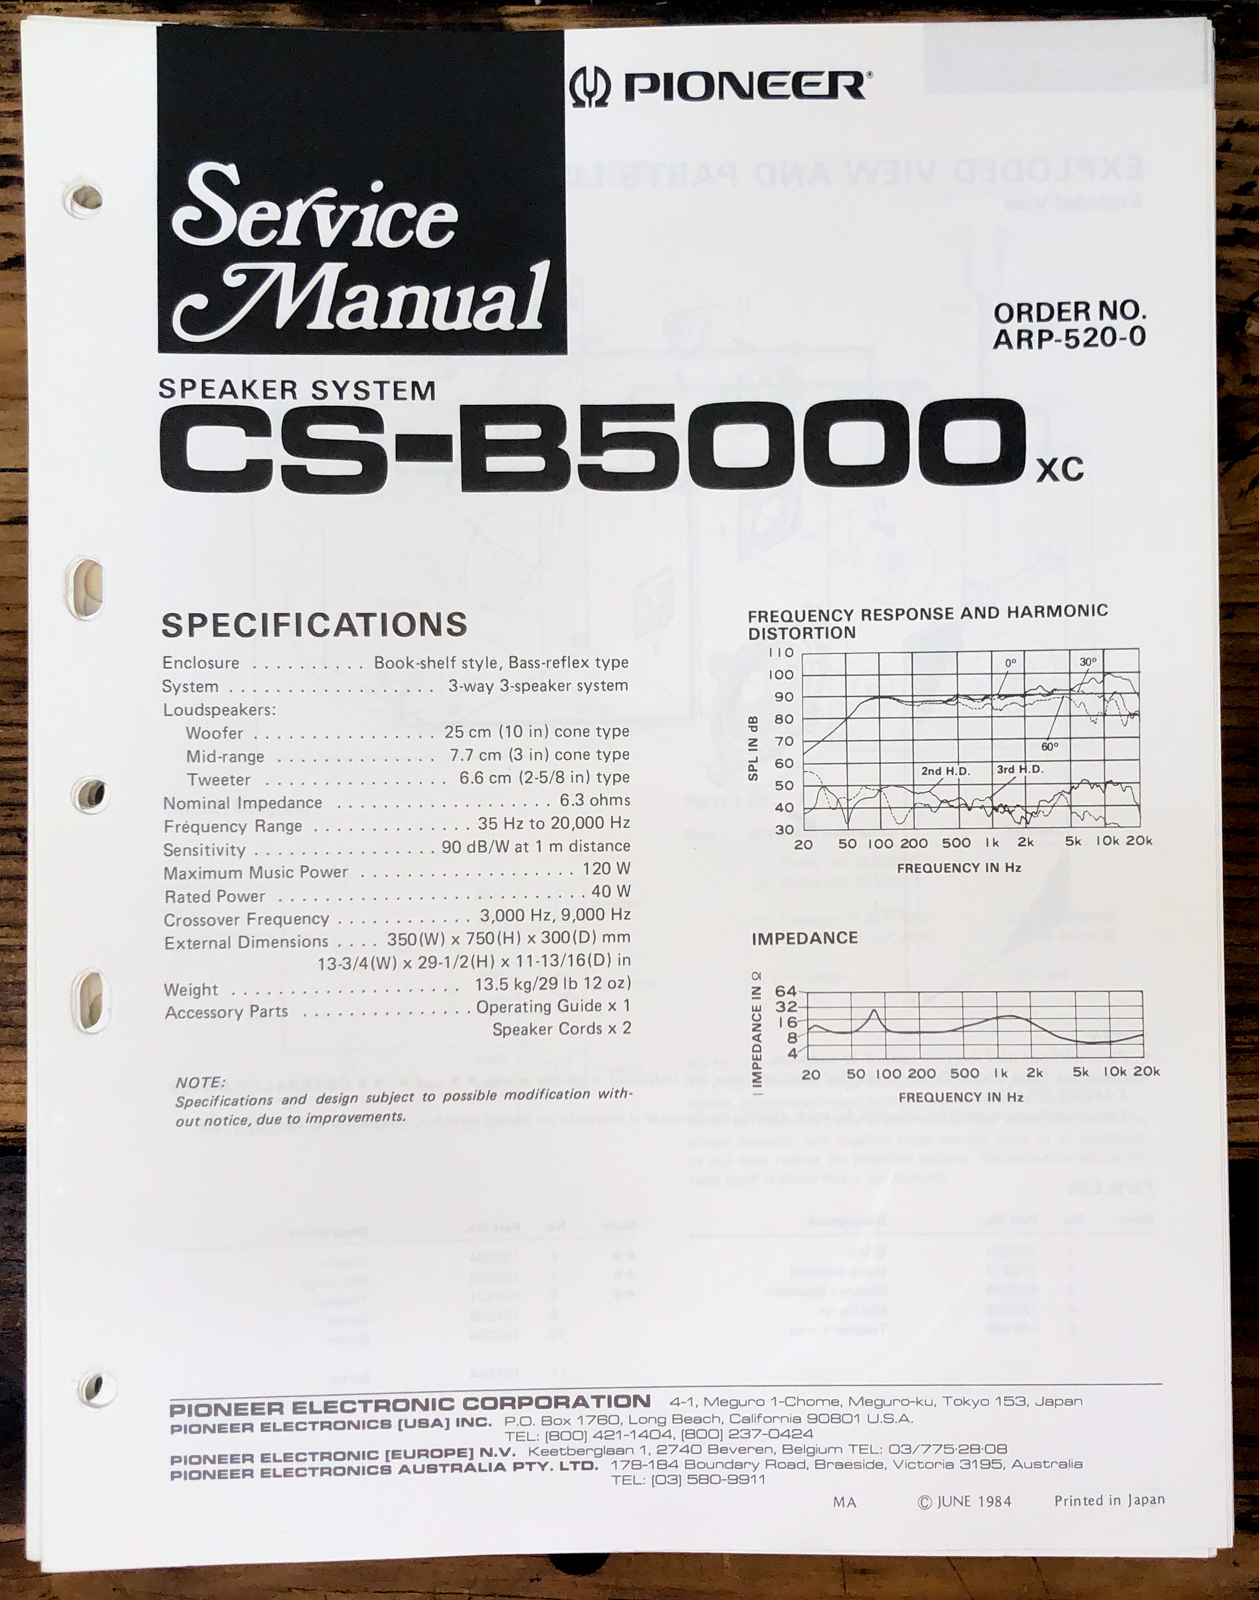 PIONEER®
Service
Manual
ORDER NO.
ARP-520-0
SPEAKER SYSTEM
CS-B5000 XC
SPECIFICATIONS
Enclosure . . . . . . . . . . Book-shelf style, Bass-reflex type
System . . . . . . . . . . . . . . . . . . 3-way 3-speaker system
Loudspeakers:
Woofer . . . . . . . . . . . . . . . . 25 cm (10 in) cone type
Mid-range . . . . . . . . . . . . . . 7.7 cm (3 in) cone type
Tweeter . . . . . . . . . . . . . . . . 6.6 cm (2-5/8 in) type
Nominal Impedance . . . . . . . . . . . . . . . . . . . 6.3 ohms
Frequency Range . . . . . . . . . . . . . . 35 Hz to 20,000 Hz
Sensitivity . . . . . . . . . . . . . . . . 90 dB/W at 1 m distance
Maximum Music Power . . . . . . . . . . . . . . . . . . . 120 W
Rated Power . . . . . . . . . . . . . . . . . . . . . . . . . . . 40 W
Crossover Frequency . . . . . . . . . . . . 3,000 Hz, 9,000 Hz
External Dimensions . . . . 350(W) x 750(H) x 300(D) mm
13-3/4(W) x 29-1/2(H) x 11-13/16(D) in
Weight . . . . . . . . . . . . . . . . . . . . 13.5 kg/29 lb 12 oz)
Accessory Parts . . . . . . . . . . . . . . . Operating Guide x 1
Speaker Cords x 2
NOTE:
Specifications and design subject to possible modification with-
out notice, due to improvements.
FREQUENCY RESPONSE AND HARMONIC
DISTORTION
110
100
90
80
70
60
50
40
30
SPL IN dB
0°
30°
60°
2nd H.D.
3rd H.D.
20 50 100 200 500 1k 2k 5k 10k 20k
FREQUENCY IN Hz
IMPEDANCE
IMPEDANCE IN Ω
64
32
16
8
4
20 50 100 200 500 1k 2k 5k 10k 20k
FREQUENCY IN Hz
PIONEER ELECTRONIC CORPORATION 4-1, Meguro 1-Chome, Meguro-ku, Tokyo 153, Japan
PIONEER ELECTRONICS [USA] INC. P.O. Box 1760, Long Beach, California 90801 U.S.A.
TEL: [800] 421-1404, [800] 237-0424
PIONEER ELECTRONIC [EUROPE] N.V. Keetberglaan 1, 2740 Beveren, Belgium TEL: 03/775·28·08
PIONEER ELECTRONICS AUSTRALIA PTY. LTD. 178-184 Boundary Road, Braeside, Victoria 3195, Australia
TEL: [03] 580-9911
MA © JUNE 1984 Printed in Japan